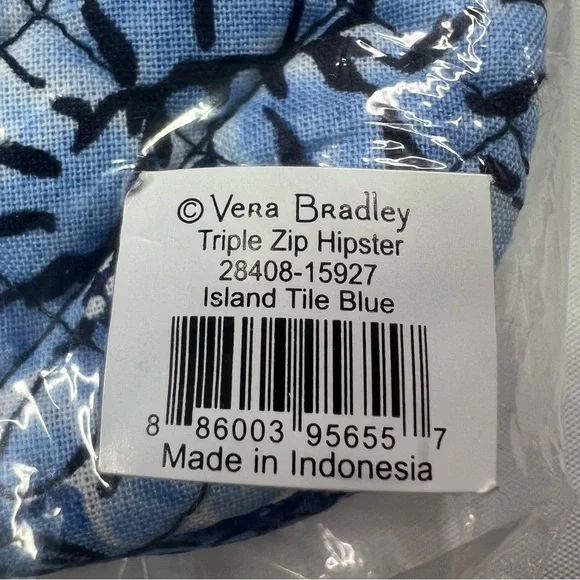 © Vera Bradley
Triple Zip Hipster
28408-15927
Island Tile Blue
8 86003 95655 7
Made in Indonesia